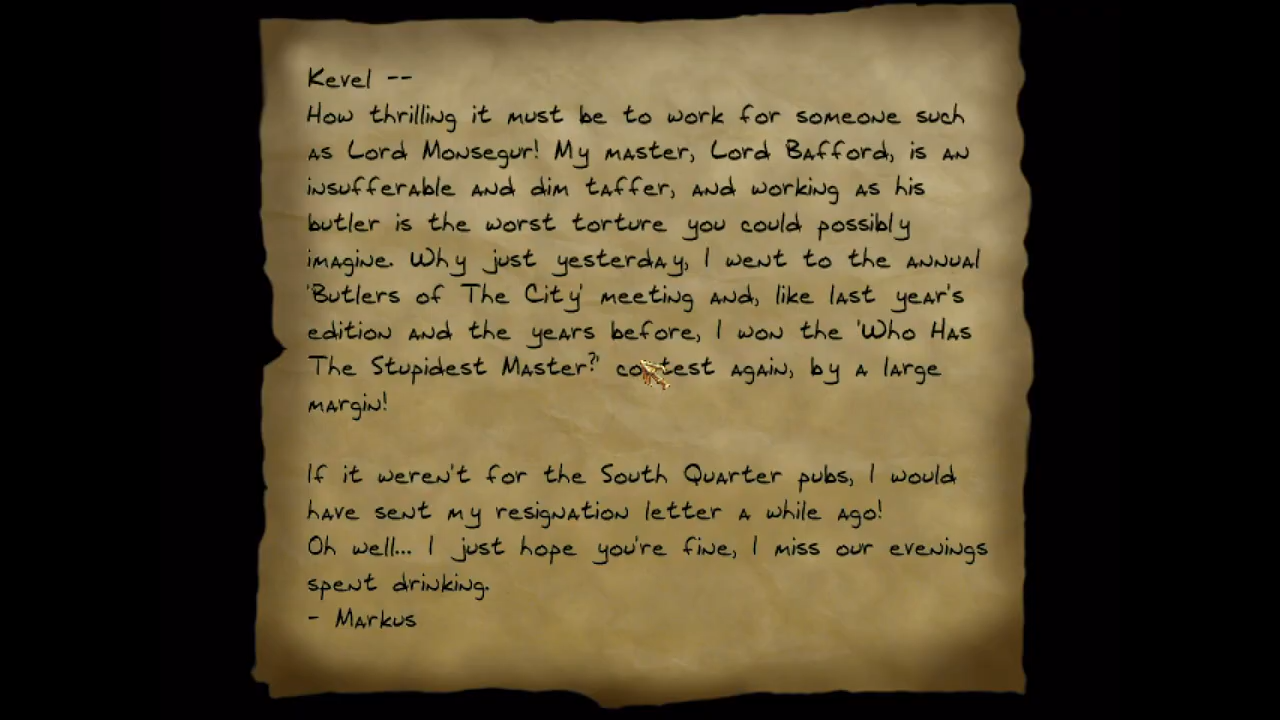 Kevel --
How thrilling it must be to work for someone such
as Lord Monsegur! My master, Lord Bafford, is an
insufferable and dim taffer, and working as his
butler is the worst torture you could possibly
imagine. Why just yesterday, I went to the annual
'Butlers of The City' meeting and, like last year's
edition and the years before, I won the 'Who Has
The Stupidest Master?' contest again, by a large
margin!
If it weren't for the South Quarter pubs, I would
have sent my resignation letter a while ago!
Oh well... I just hope you're fine, I miss our evenings
spent drinking.
- Markus